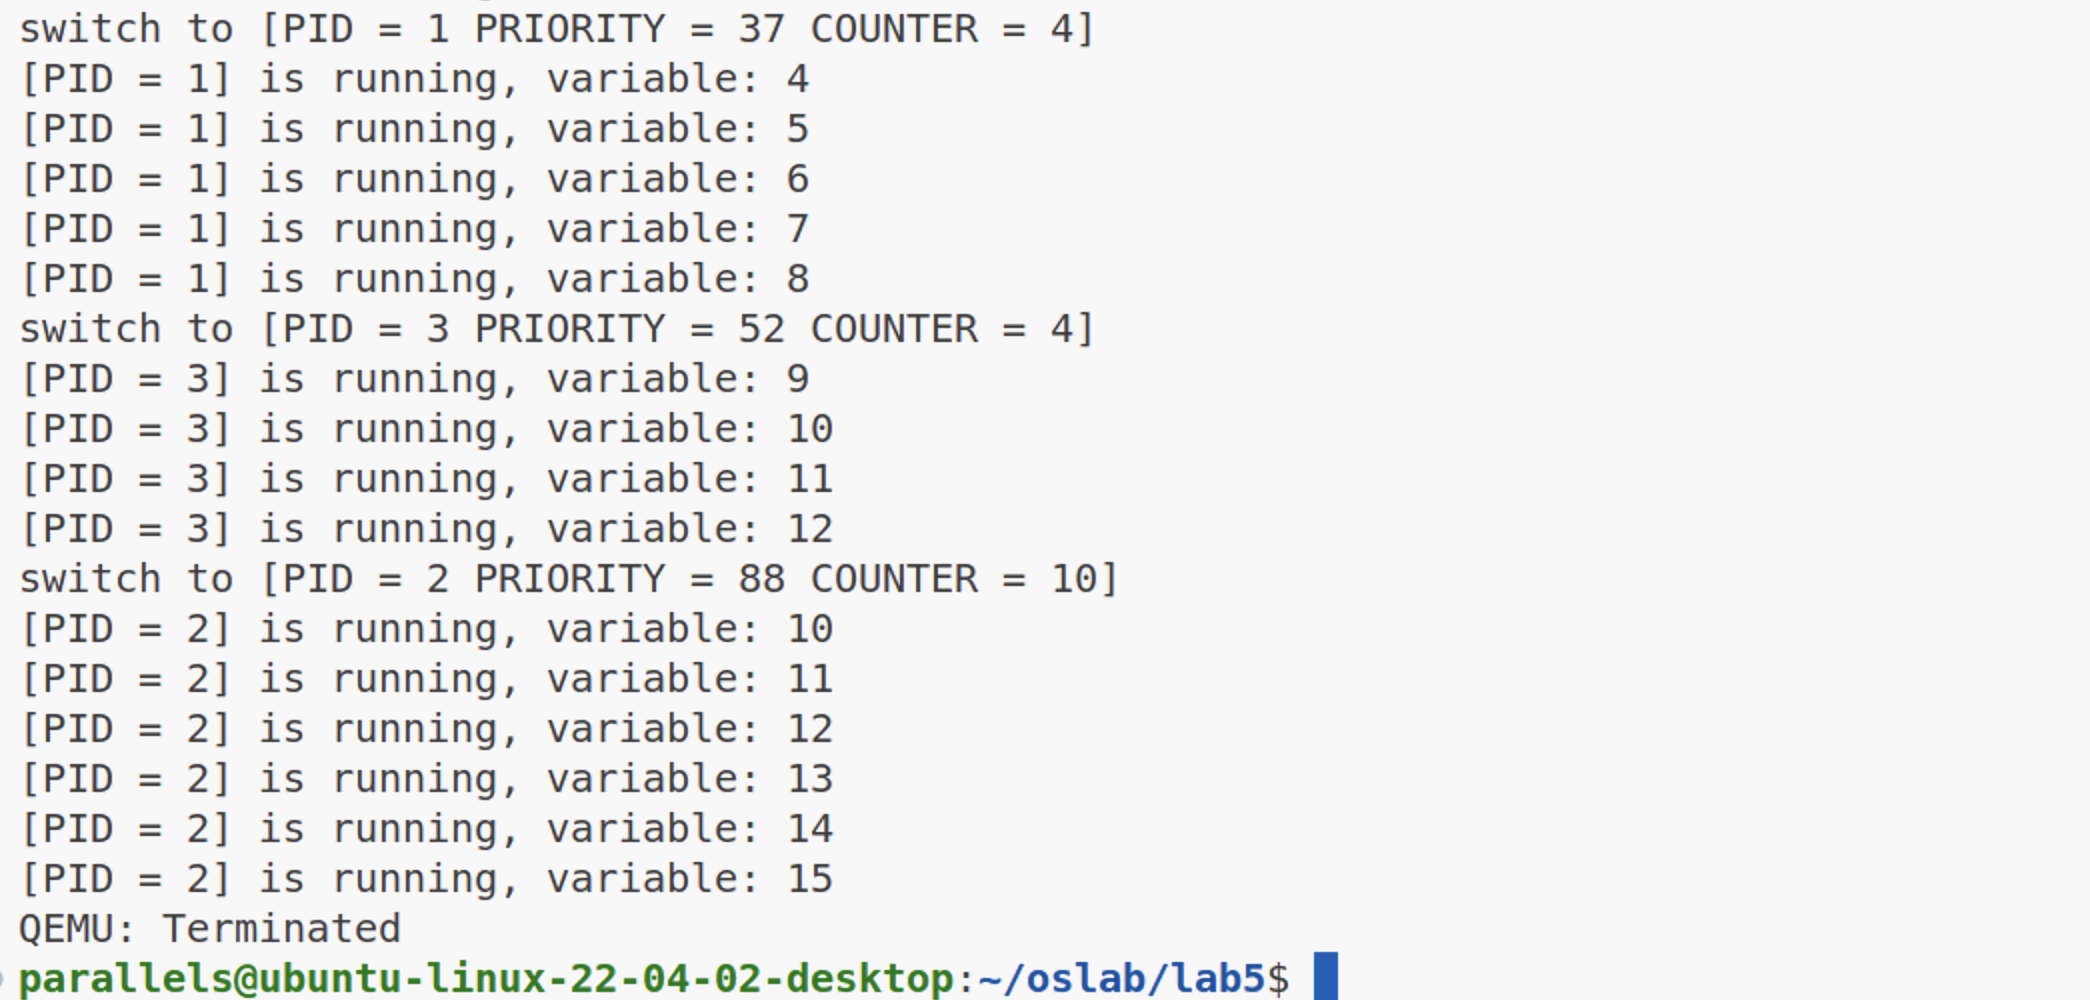 switch to [PID = 1 PRIORITY = 37 COUNTER = 4]
[PID = 1] is running, variable: 4
[PID = 1] is running, variable: 5
[PID = 1] is running, variable: 6
[PID = 1] is running, variable: 7
[PID = 1] is running, variable: 8
switch to [PID = 3 PRIORITY = 52 COUNTER = 4]
[PID = 3] is running, variable: 9
[PID = 3] is running, variable: 10
[PID = 3] is running, variable: 11
[PID = 3] is running, variable: 12
switch to [PID = 2 PRIORITY = 88 COUNTER = 10]
[PID = 2] is running, variable: 10
[PID = 2] is running, variable: 11
[PID = 2] is running, variable: 12
[PID = 2] is running, variable: 13
[PID = 2] is running, variable: 14
[PID = 2] is running, variable: 15
QEMU: Terminated
parallels@ubuntu-linux-22-04-02-desktop:~/oslab/lab5$